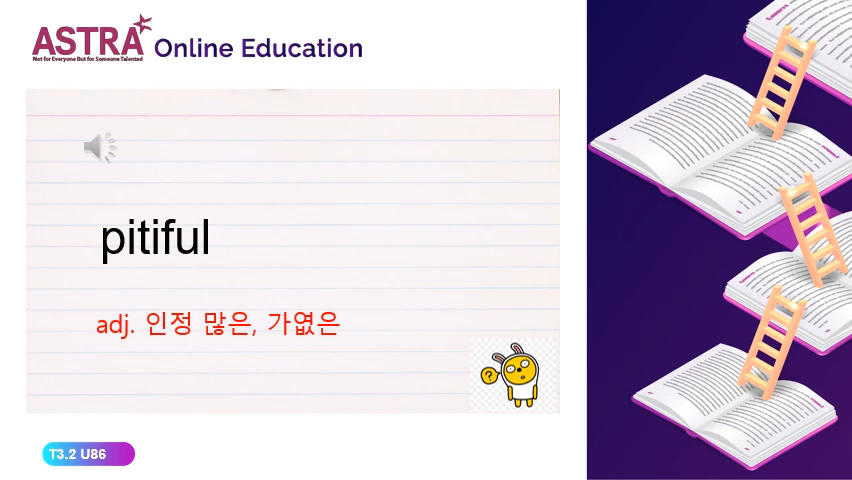 ASTRA
Not for Everyone But for Someone Talented
Online Education
pitiful
adj. 인정 많은, 가엾은
?
T3.2 U86